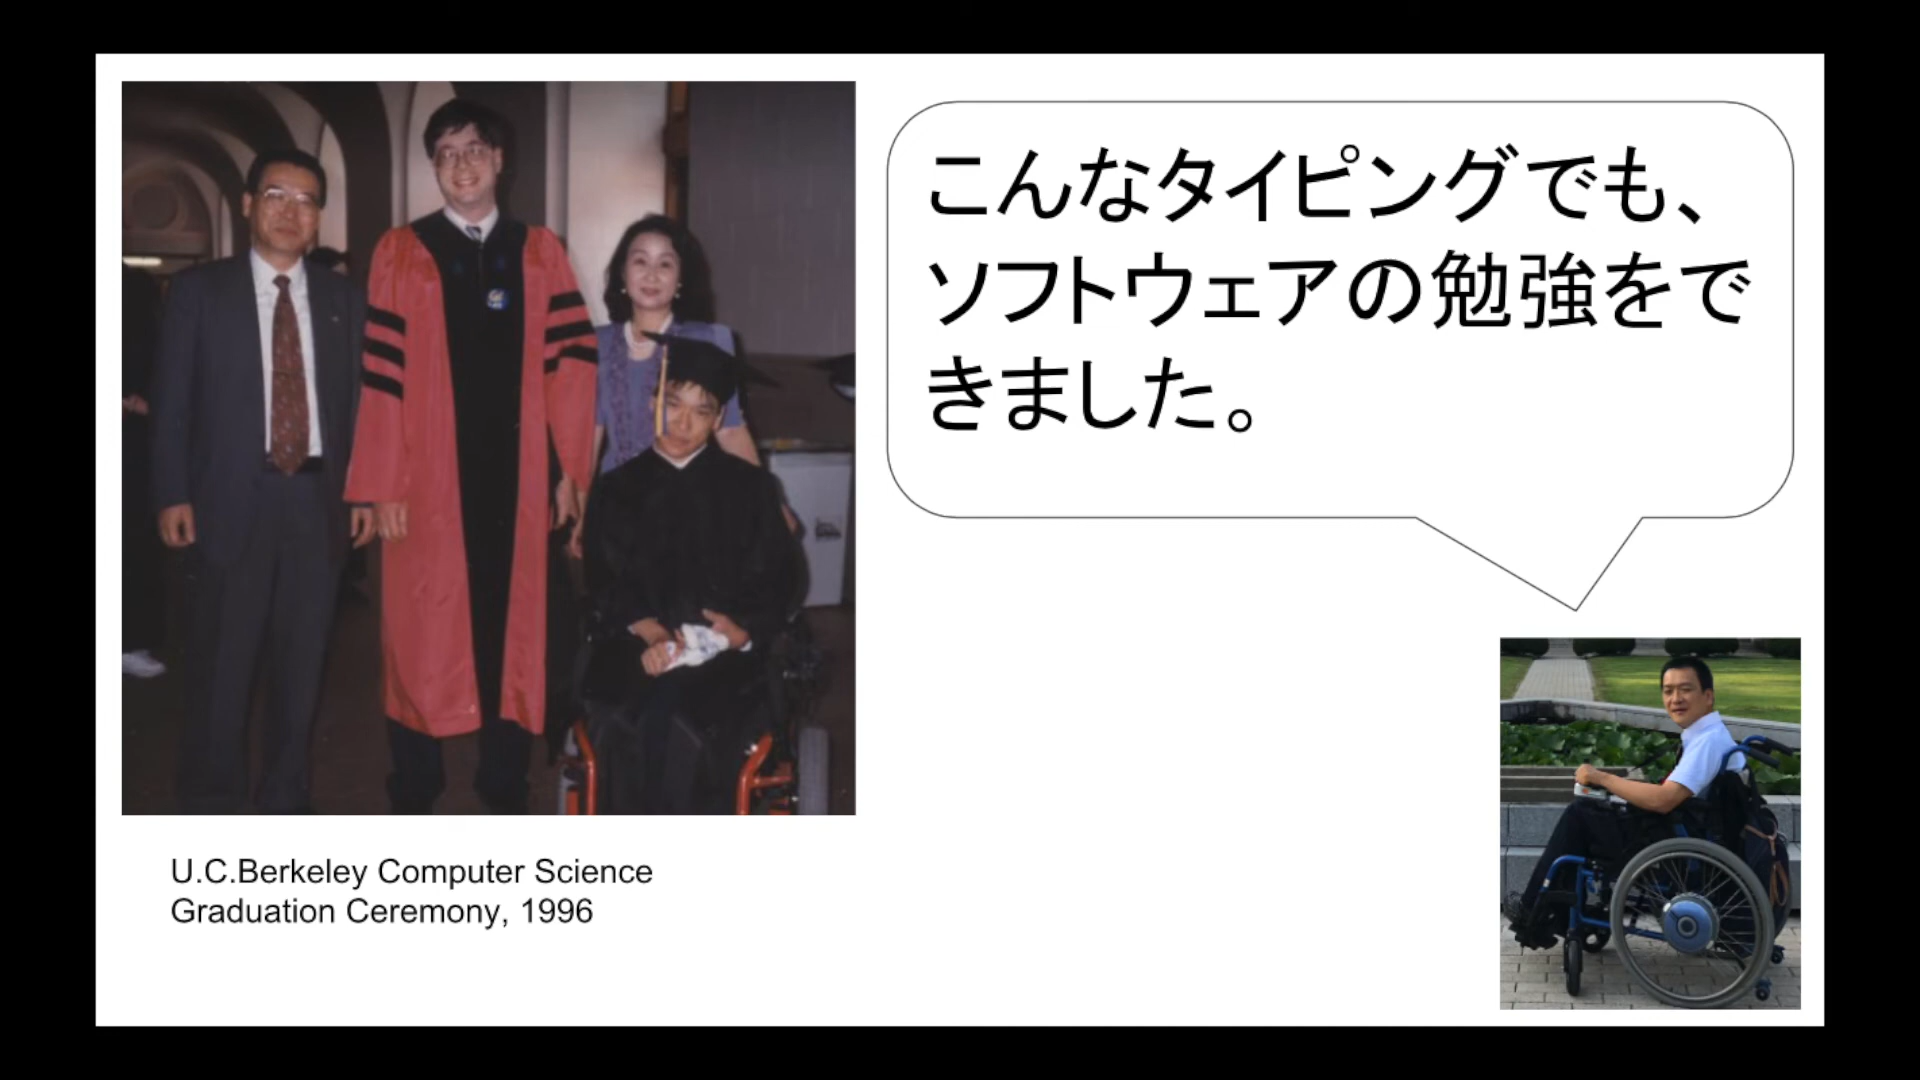 こんなタイピングでも、
ソフトウェアの勉強をで
きました。
U.C.Berkeley Computer Science
Graduation Ceremony, 1996